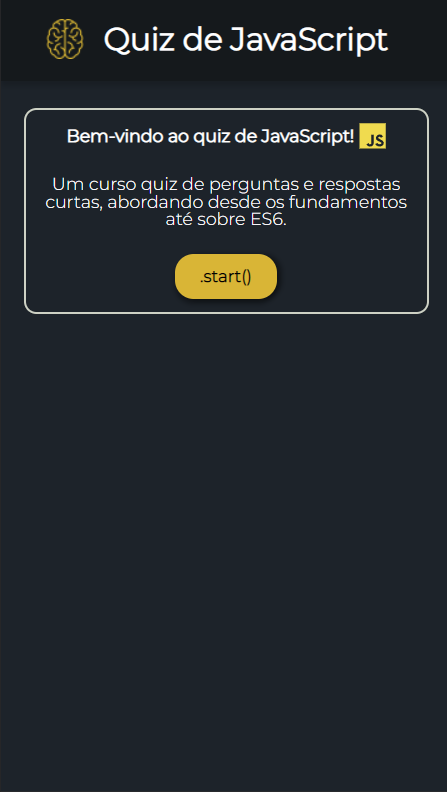 Quiz de JavaScript
Bem-vindo ao quiz de JavaScript! JS
Um curso quiz de perguntas e respostas
curtas, abordando desde os fundamentos
até sobre ES6.
.start()